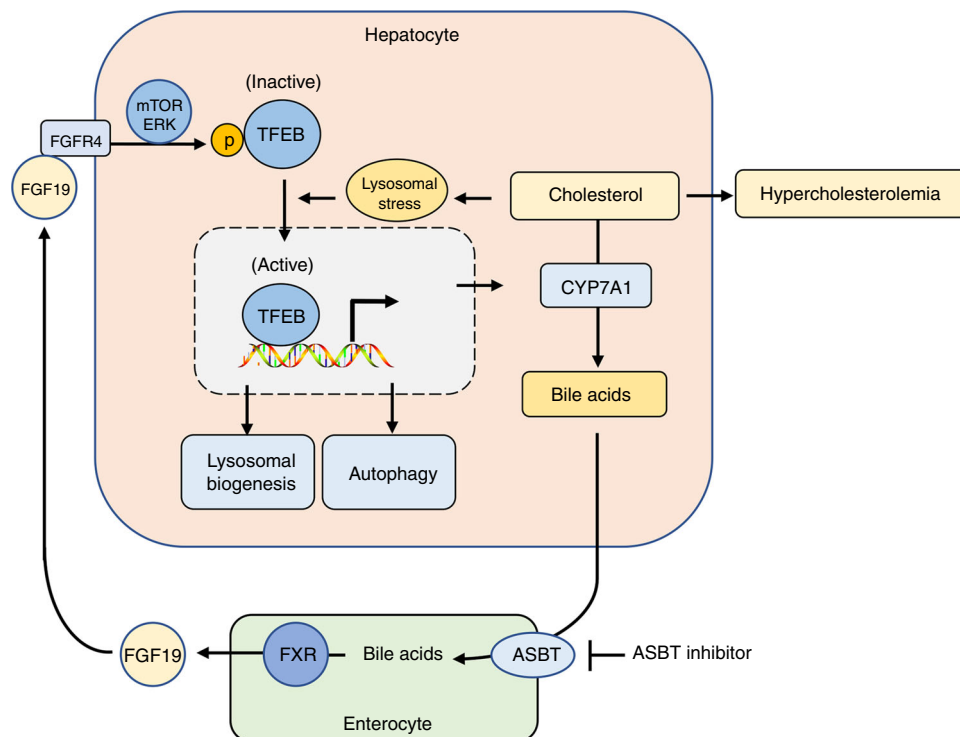 Hepatocyte
(Inactive)
mTOR
ERK
FGFR4
p
TFEB
FGF19
Lysosomal
stress
Cholesterol
Hypercholesterolemia
(Active)
TFEB
CYP7A1
Bile acids
Lysosomal
biogenesis
Autophagy
FGF19
FXR
Bile acids
ASBT
ASBT inhibitor
Enterocyte